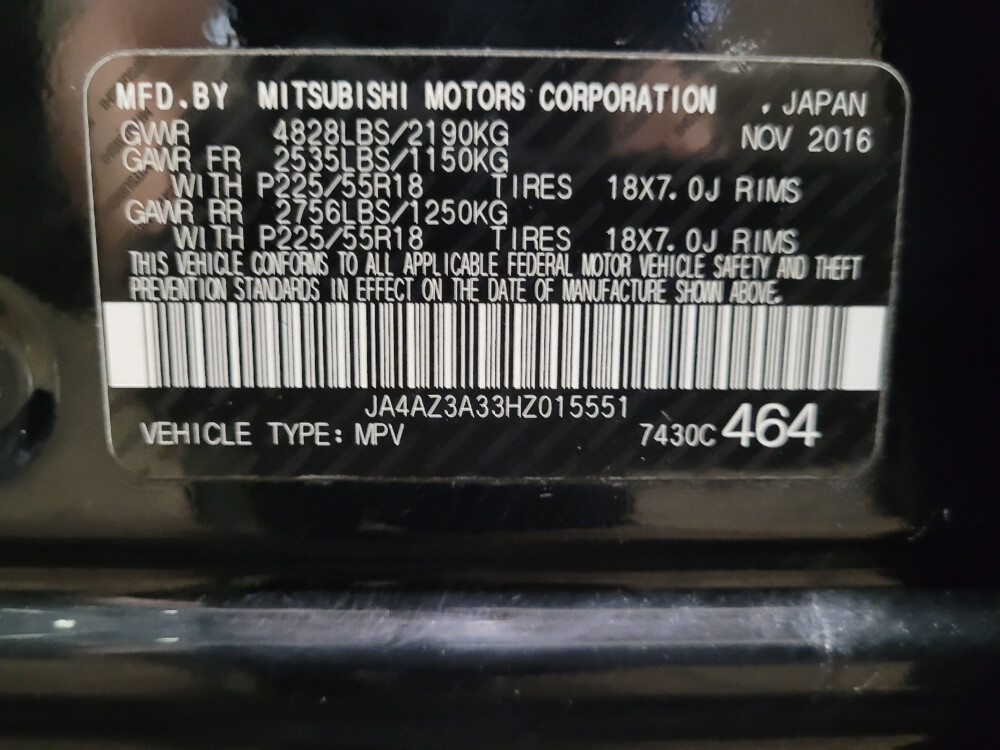 MFD.BY MITSUBISHI MOTORS CORPORATION , JAPAN
GVWR 4828LBS/2190KG NOV 2016
GAWR FR 2535LBS/1150KG
WITH P225/55R18 TIRES 18X7.0J RIMS
GAWR RR 2756LBS/1250KG
WITH P225/55R18 TIRES 18X7.0J RIMS
THIS VEHICLE CONFORMS TO ALL APPLICABLE FEDERAL MOTOR VEHICLE SAFETY AND THEFT
PREVENTION STANDARDS IN EFFECT ON THE DATE OF MANUFACTURE SHOWN ABOVE.
JA4AZ3A33HZ015551
VEHICLE TYPE: MPV 7430C 464